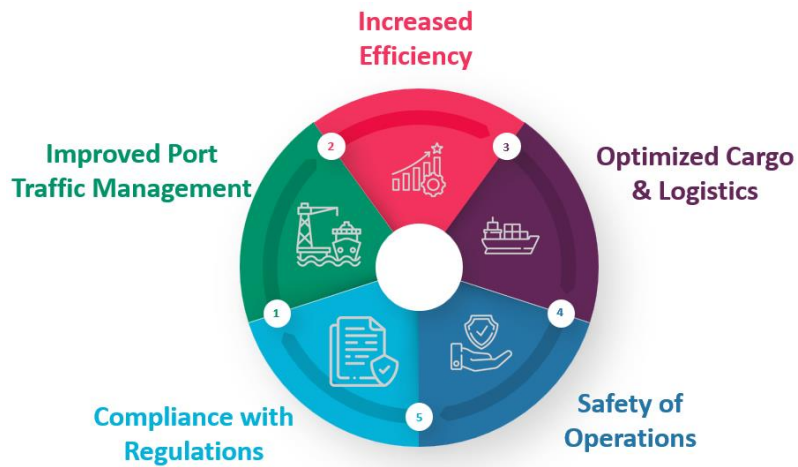 Increased
Efficiency
Improved Port
Traffic Management
Optimized Cargo
& Logistics
Safety of
Operations
Compliance with
Regulations
1
2
3
4
5